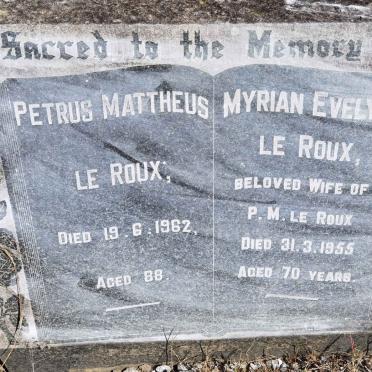 Sacred to the Memory
PETRUS MATTHEUS
LE ROUX;
DIED 19.6.1962.
AGED 88.
MYRIAN EVELY
LE ROUX,
BELOVED WIFE OF
P. M. LE ROUX
DIED 31.3.1955
AGED 70 YEARS.